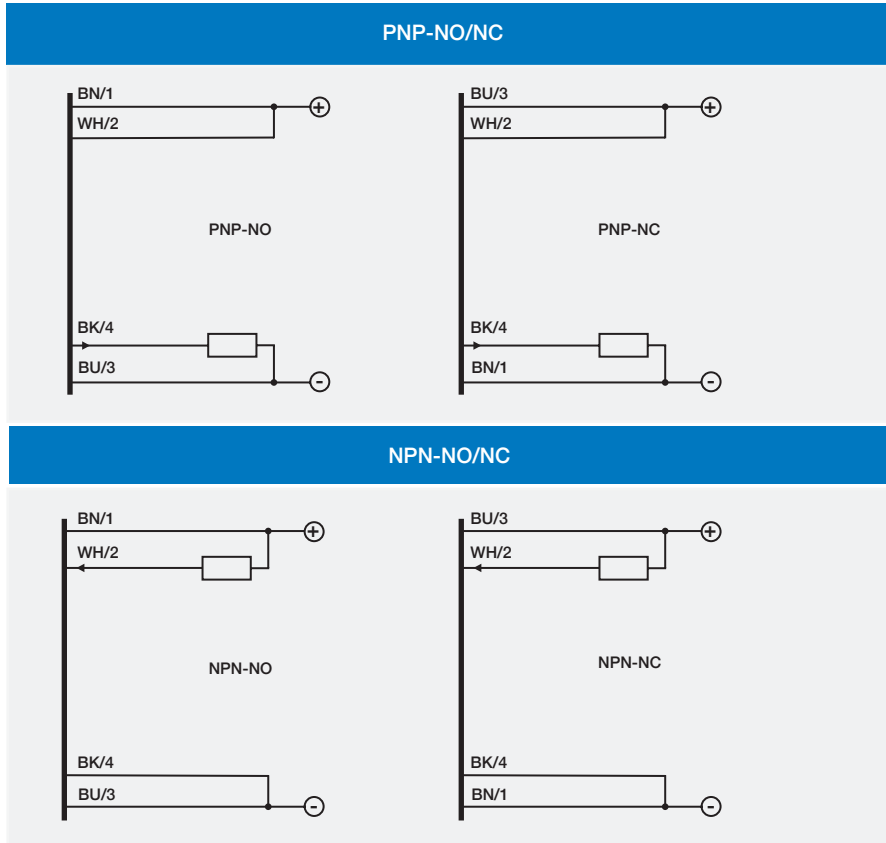 PNP-NO/NC
BN/1
WH/2
+
PNP-NO
BK/4
BU/3
-
BU/3
WH/2
+
PNP-NC
BK/4
BN/1
-
NPN-NO/NC
BN/1
WH/2
+
NPN-NO
BK/4
BU/3
-
BU/3
WH/2
+
NPN-NC
BK/4
BN/1
-